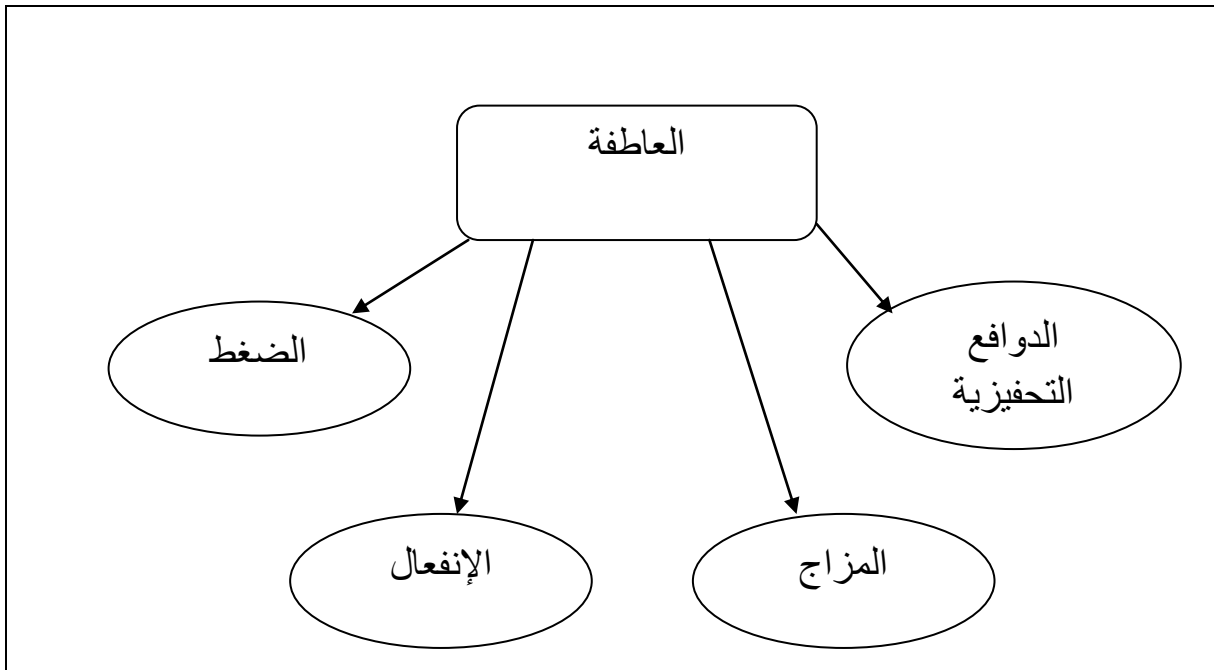 العاطفة
الدوافع
التحفيزية
الضغط
المزاج
الإنفعال